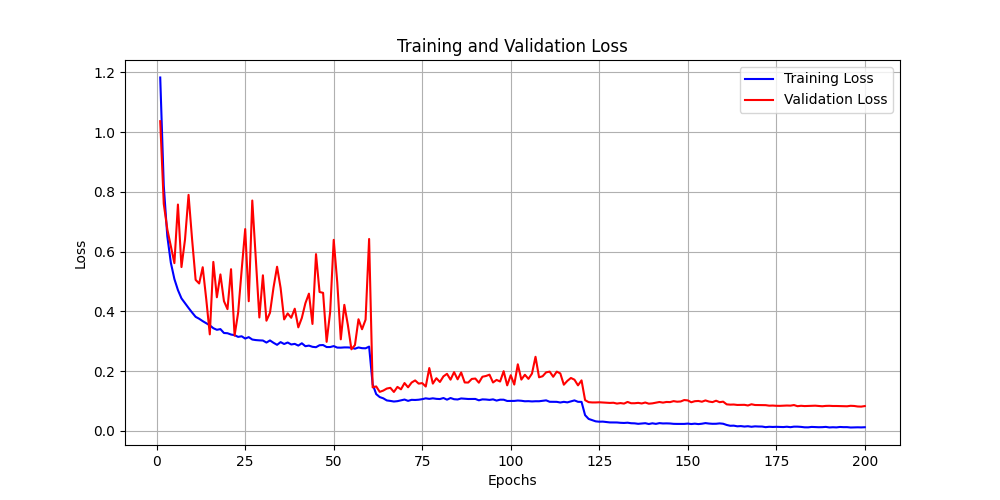 Training and Validation Loss
Training Loss
Validation Loss
1.2
1.0
0.8
0.6
0.4
0.2
0.0
Loss
0 25 50 75 100 125 150 175 200
Epochs